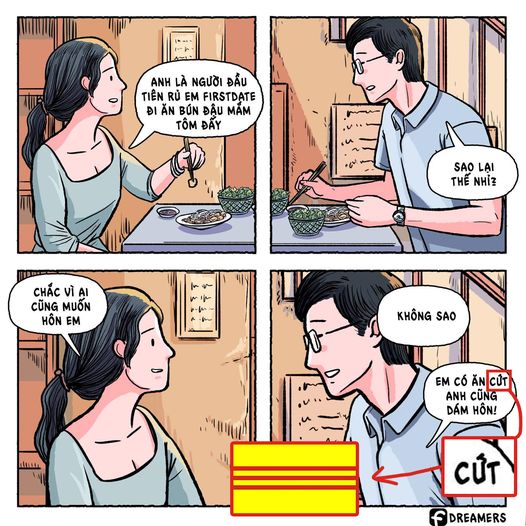 ANH LÀ NGƯỜI ĐẦU
TIÊN RỦ EM FIRSTDATE
ĐI ĂN BÚN ĐẬU MẮM
TÔM ĐẤY
SAO LẠI
THẾ NHỈ?
CHẮC VÌ AI
CŨNG MUỐN
HÔN EM
KHÔNG SAO
EM CÓ ĂN CỨT
ANH CŨNG
DÁM HÔN!
CỨT
DREAMERS